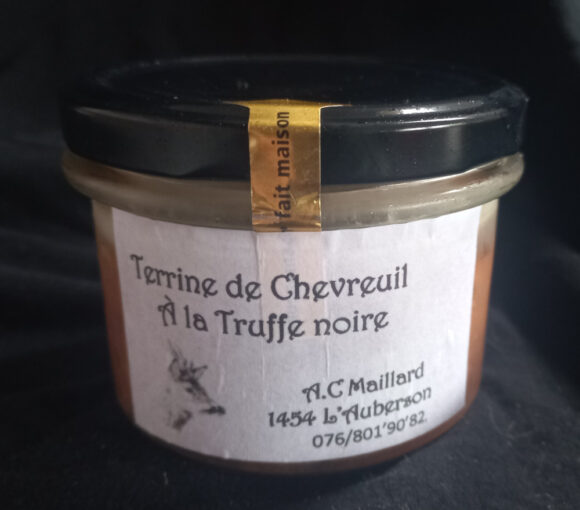 fait maison
Terrine de Chevreuil
À la Truffe noire
A.C Maillard
1454 L'Auberson
076/801'90'82